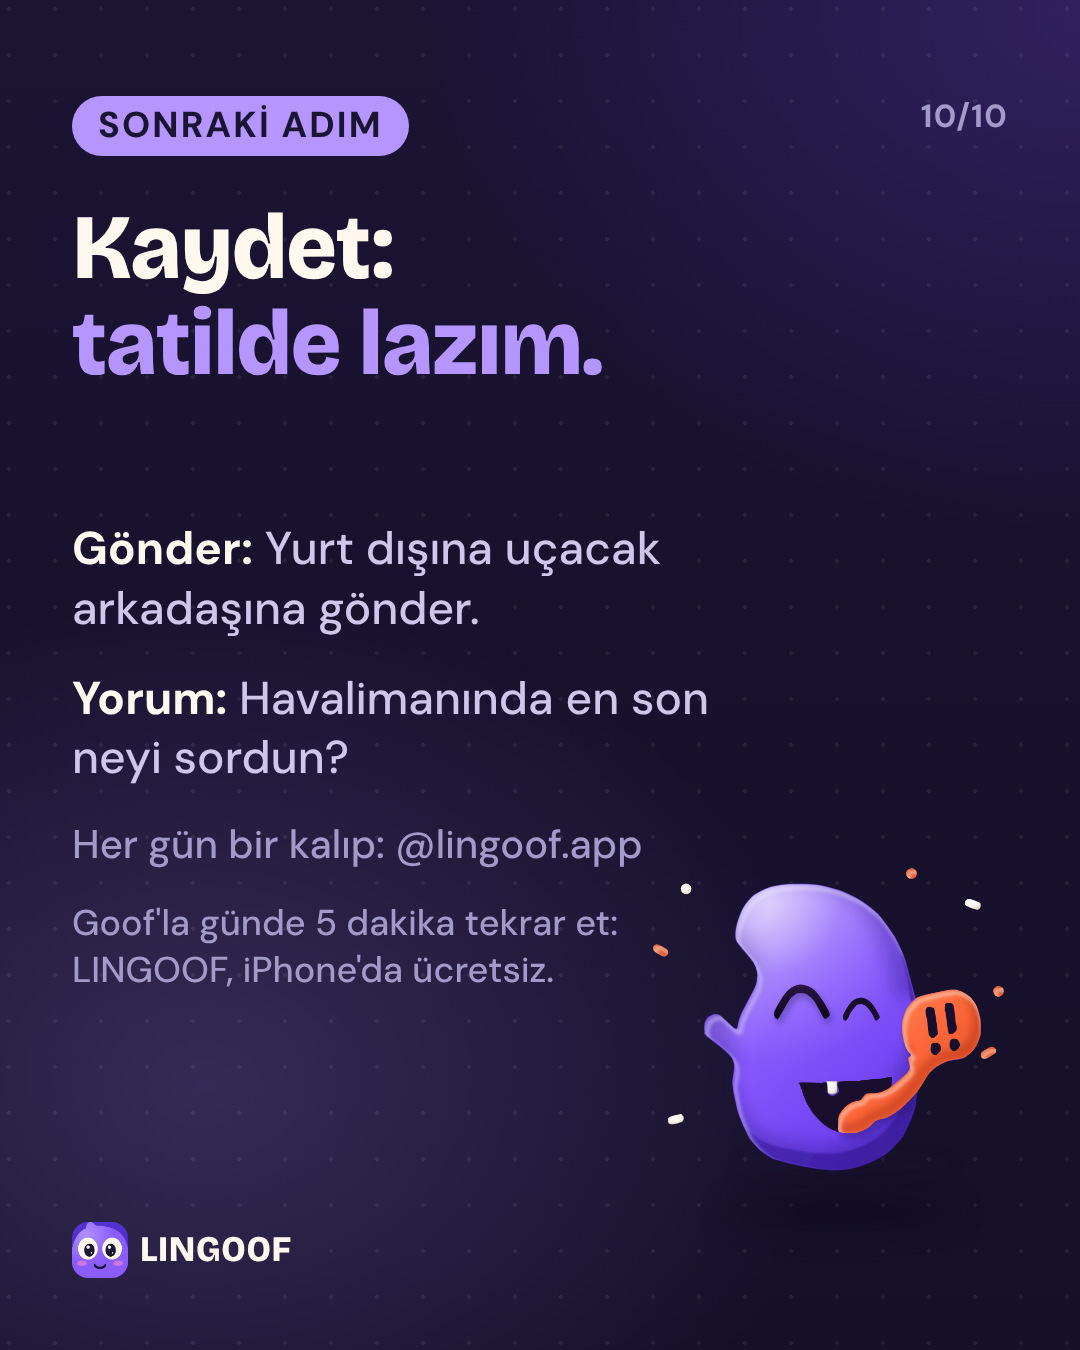 SONRAKİ ADIM
10/10
Kaydet:
tatilde lazım.
Gönder: Yurt dışına uçacak
arkadaşına gönder.
Yorum: Havalimanında en son
neyi sordun?
Her gün bir kalıp: @lingoof.app
Goof'la günde 5 dakika tekrar et:
LINGOOF, iPhone'da ücretsiz.
!!
LINGOOF